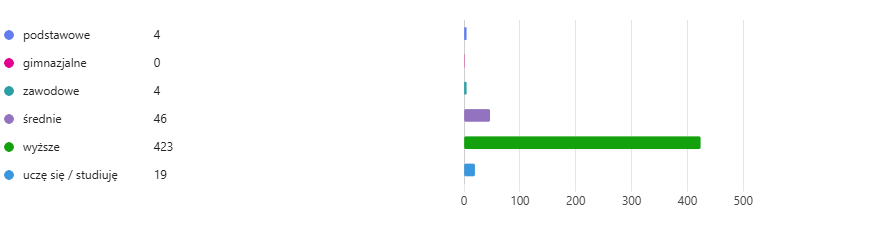 podstawowe 4
gimnazjalne 0
zawodowe 4
średnie 46
wyższe 423
uczę się / studiuję 19
0 100 200 300 400 500